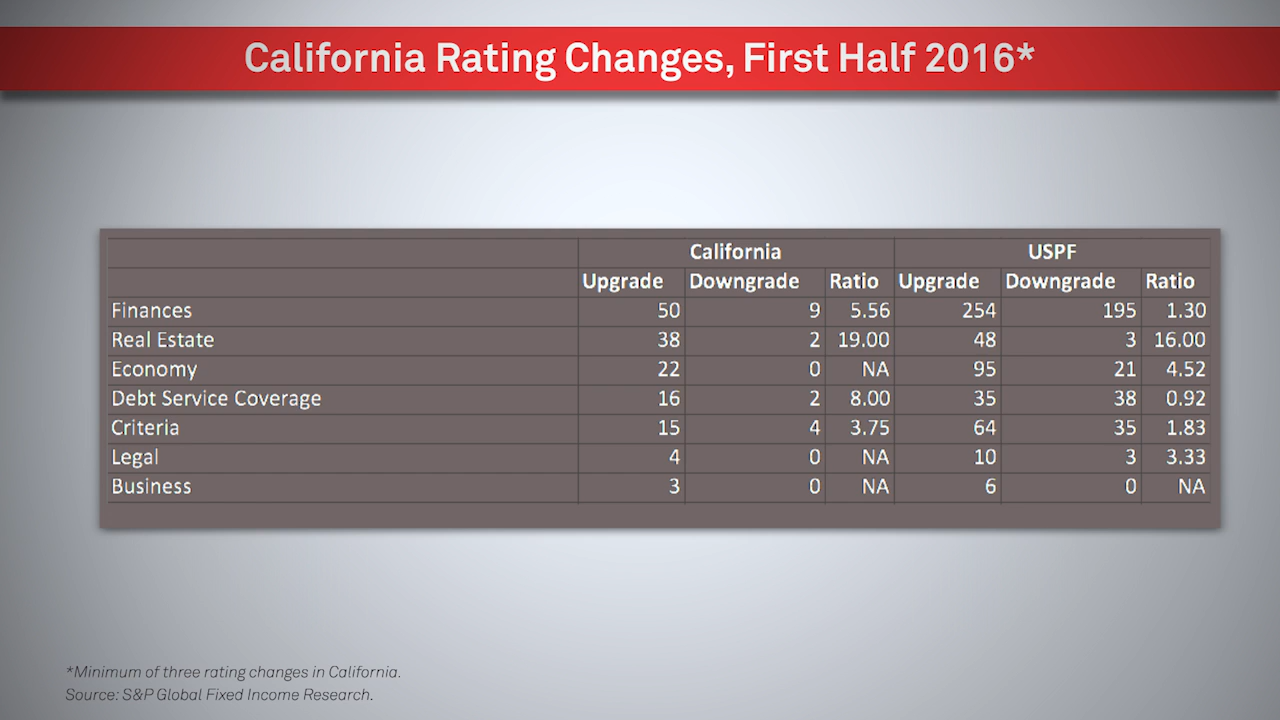 California Rating Changes, First Half 2016*
California USPF
Upgrade Downgrade Ratio Upgrade Downgrade Ratio
Finances 50 9 5.56 254 195 1.30
Real Estate 38 2 19.00 48 3 16.00
Economy 22 0 NA 95 21 4.52
Debt Service Coverage 16 2 8.00 35 38 0.92
Criteria 15 4 3.75 64 35 1.83
Legal 4 0 NA 10 3 3.33
Business 3 0 NA 6 0 NA
*Minimum of three rating changes in California.
Source: S&P Global Fixed Income Research.